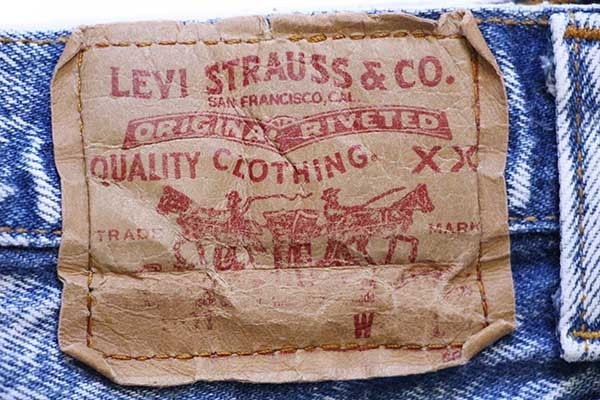 LEVI STRAUSS & CO.
SAN FRANCISCO, CAL.
ORIGINAL RIVETED
QUALITY CLOTHING. XX
TRADE MARK
W